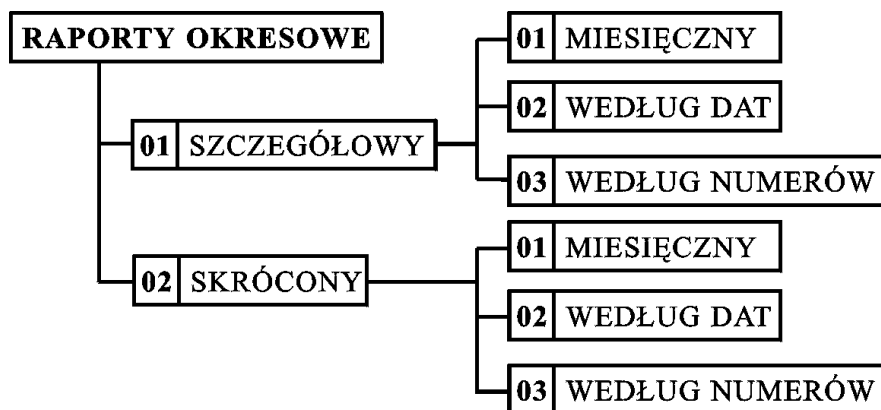 RAPORTY OKRESOWE
01 SZCZEGÓŁOWY
01 MIESIĘCZNY
02 WEDŁUG DAT
03 WEDŁUG NUMERÓW
02 SKRÓCONY
01 MIESIĘCZNY
02 WEDŁUG DAT
03 WEDŁUG NUMERÓW